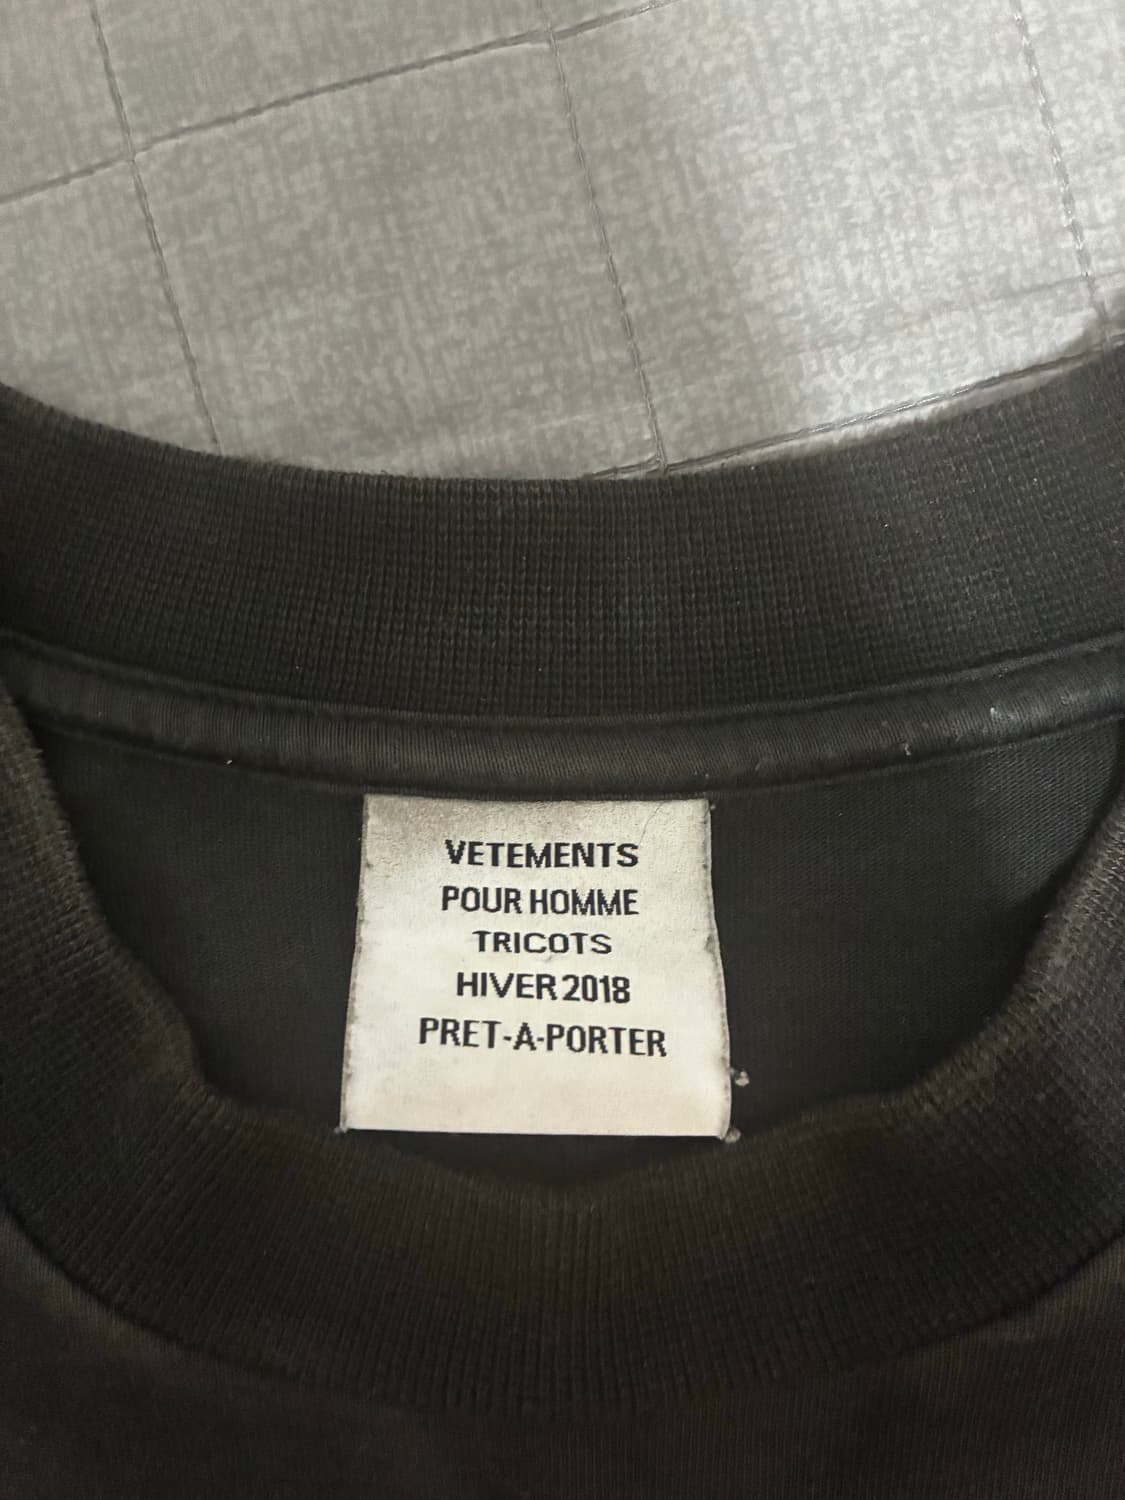 VETEMENTS
POUR HOMME
TRICOTS
HIVER 2018
PRET-A-PORTER